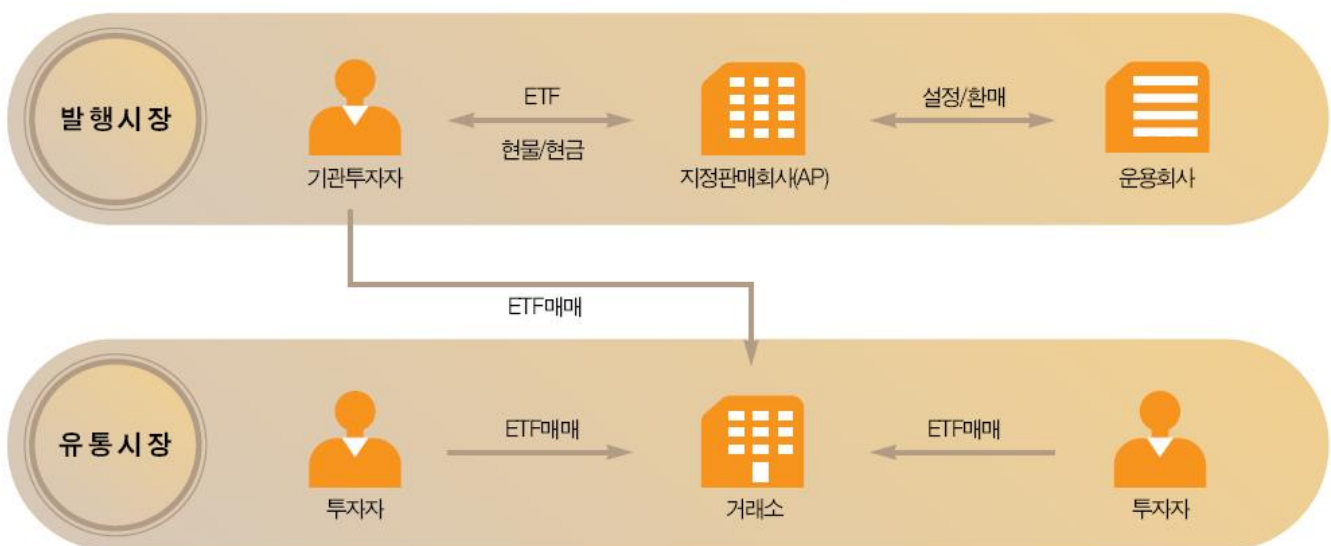 발행시장
기관투자자
ETF
현물/현금
지정판매회사(AP)
설정/환매
운용회사
ETF매매
유통시장
투자자
ETF매매
거래소
ETF매매
투자자